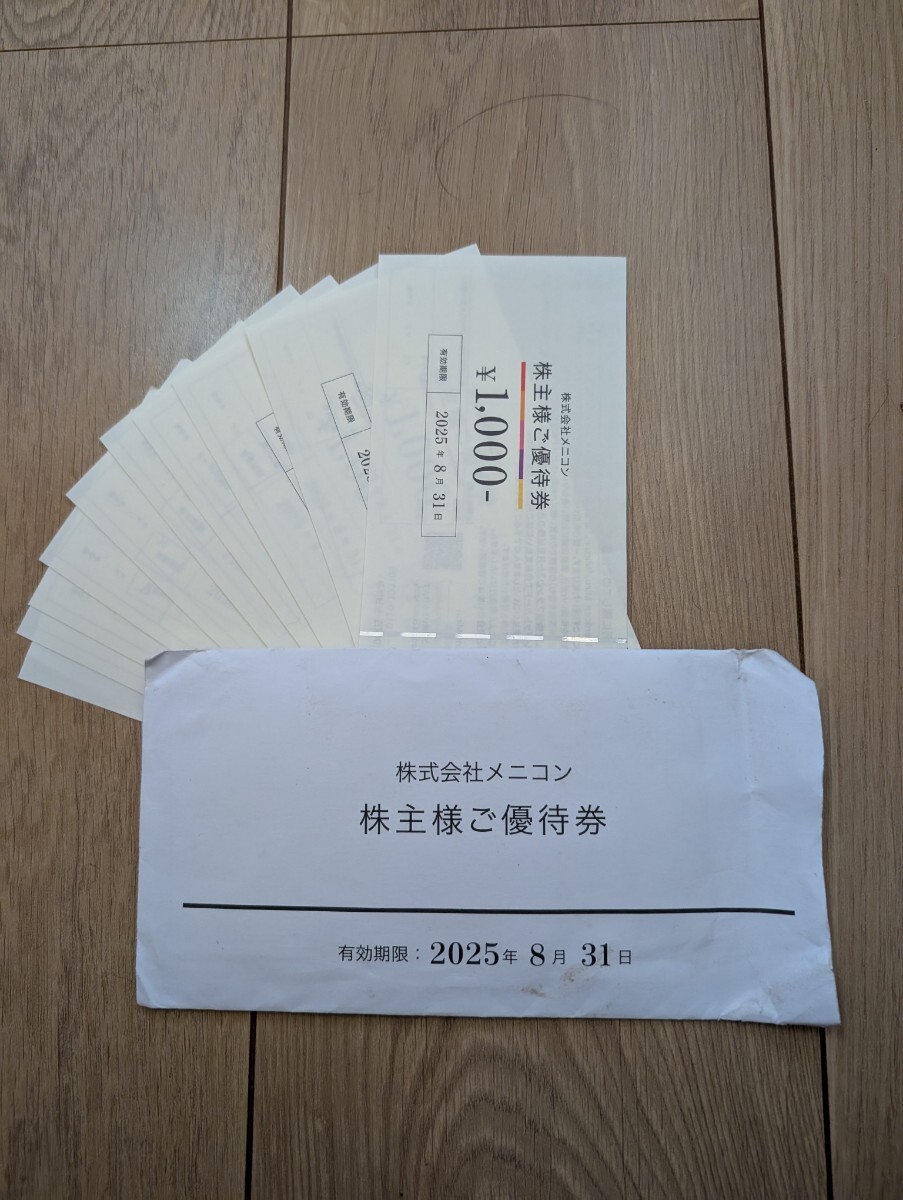 株式会社メニコン
株主様ご優待券
¥1,000-
有効期限 2025年8月31日
有効期限 202
有効
株式会社メニコン
株主様ご優待券
有効期限：2025年8月31日